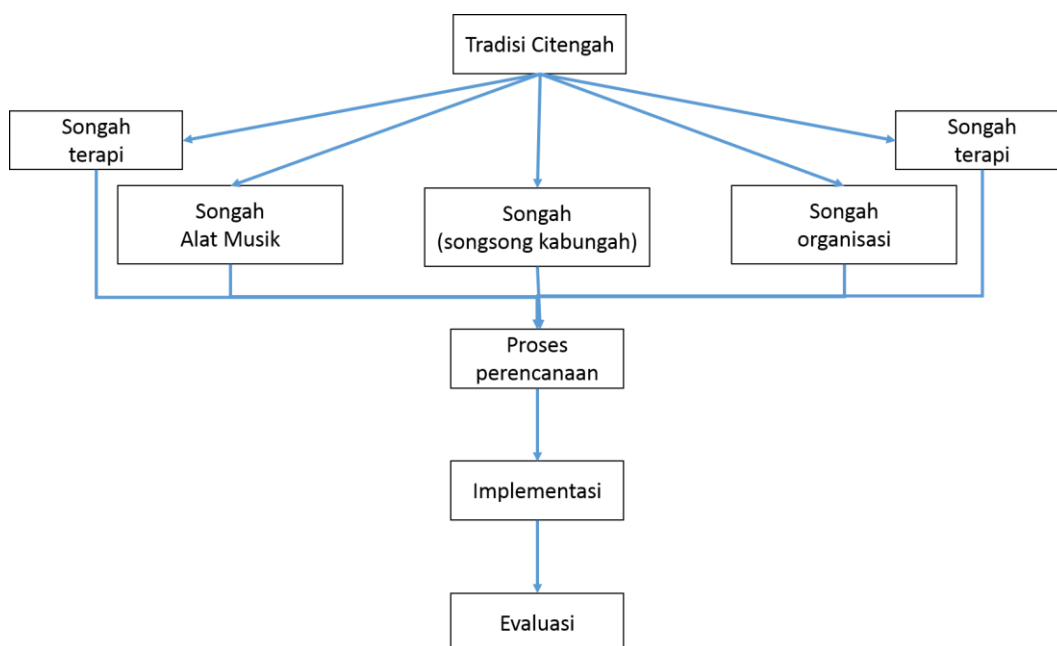 Tradisi Citengah
Songah
terapi
Songah
terapi
Songah
Alat Musik
Songah
(songsong kabungah)
Songah
organisasi
Proses
perencanaan
Implementasi
Evaluasi